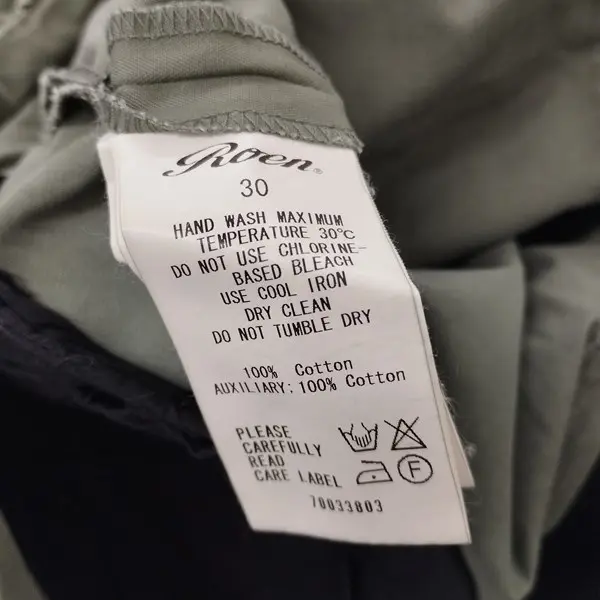 Roen®
30
HAND WASH MAXIMUM
TEMPERATURE 30°C
DO NOT USE CHLORINE-
BASED BLEACH
USE COOL IRON
DRY CLEAN
DO NOT TUMBLE DRY
100% Cotton
AUXILIARY: 100% Cotton
PLEASE
CAREFULLY
READ
CARE LABEL
F
70033803